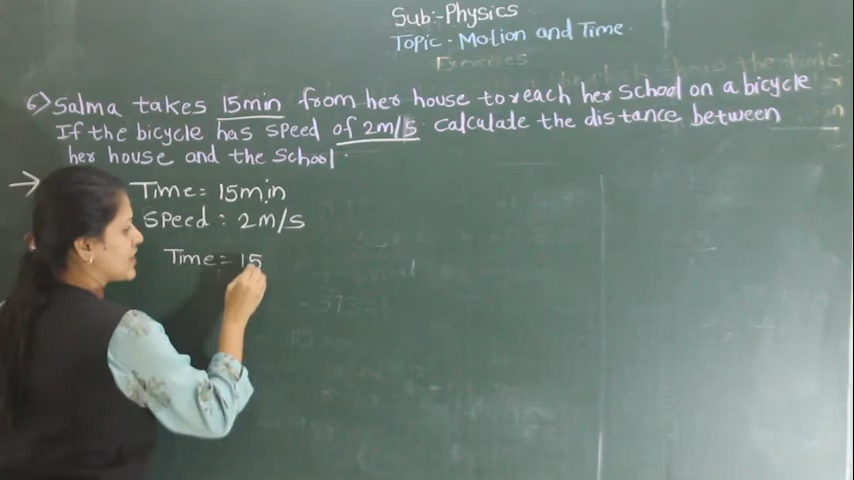 Sub:- Physics
Topic - Motion and Time
Exercises
6) Salma takes 15min from her house to reach her school on a bicycle
If the bicycle has speed of 2m/s calculate the distance between
her house and the school.
→ Time = 15min
Speed : 2m/s
Time = 15